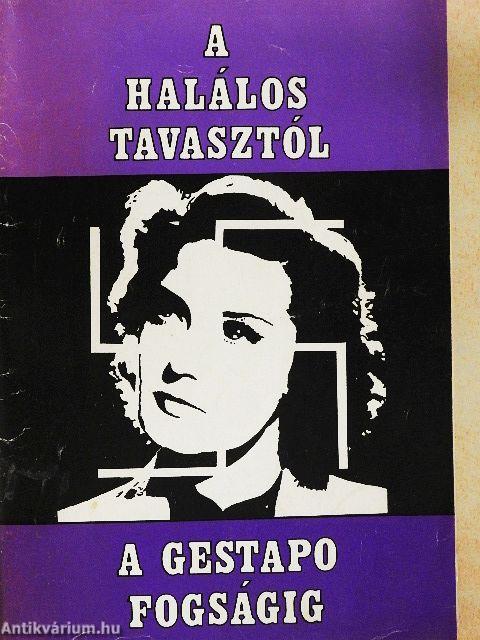 A
HALÁLOS
TAVASZTÓL
A GESTAPO
FOGSÁGIG
Antikvárium.hu